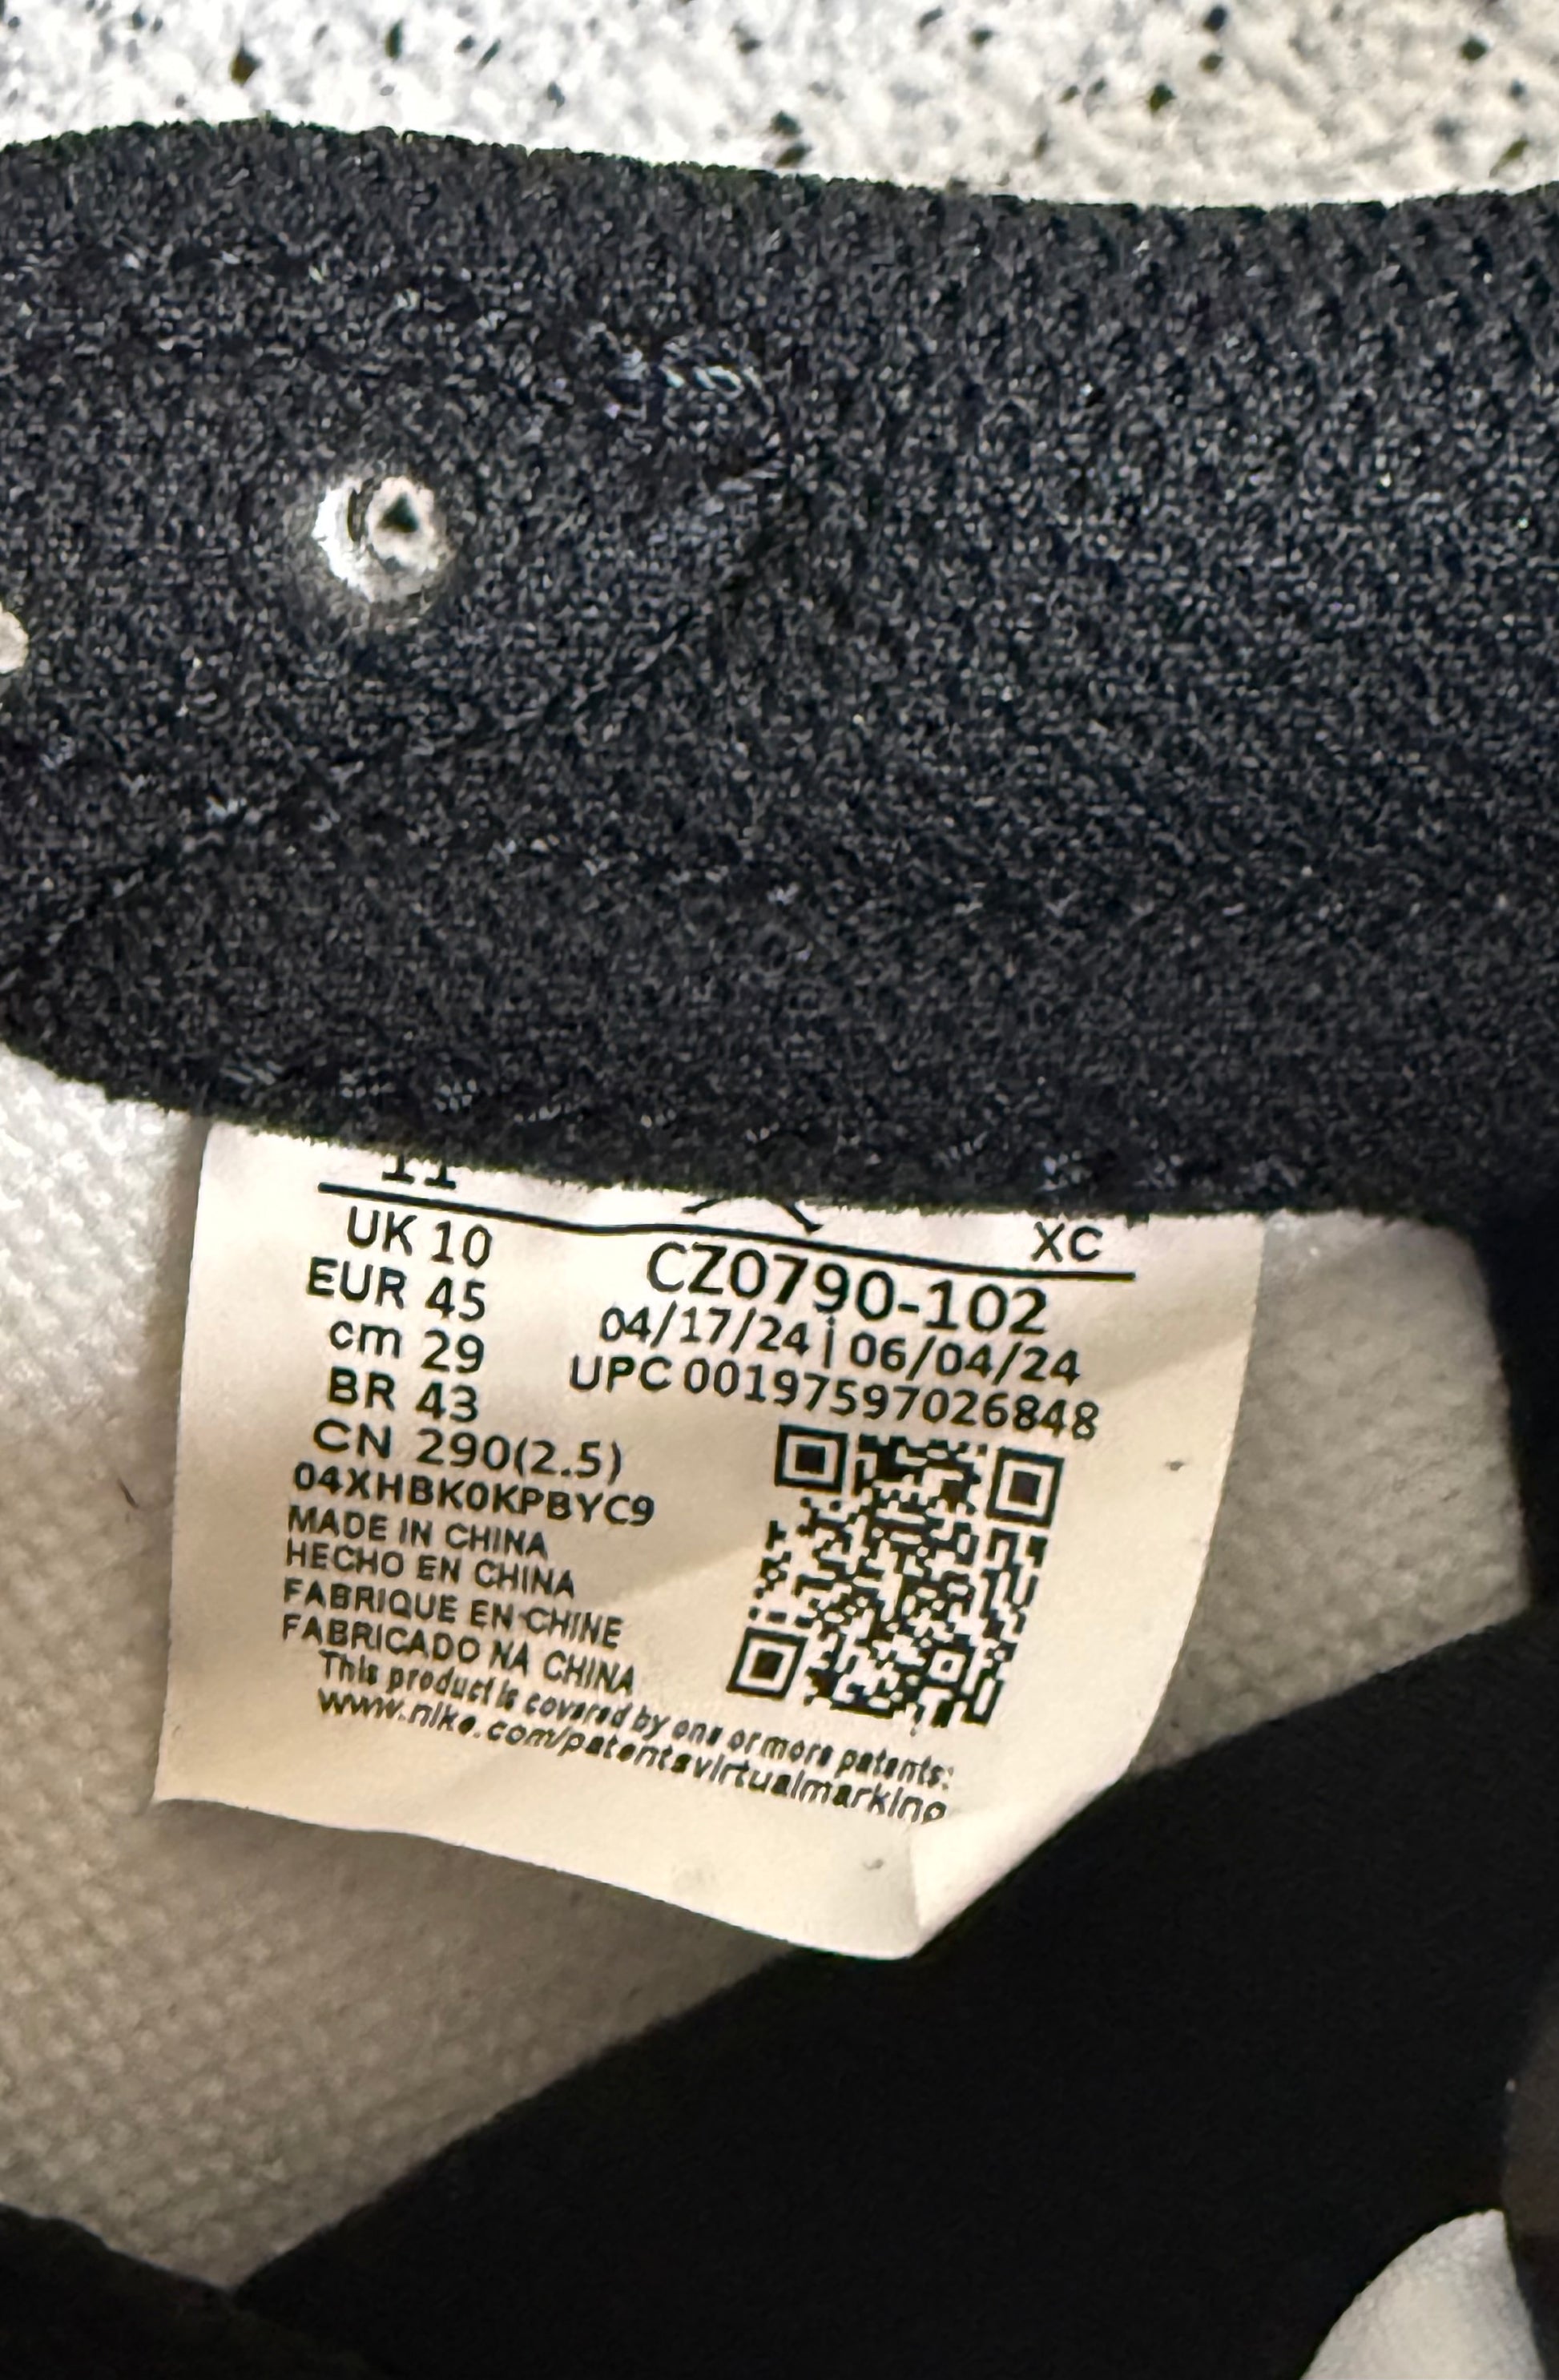 11
XC
UK 10
EUR 45
cm 29
BR 43
CN 290(2.5)
04XHBK0KPBYC9
MADE IN CHINA
HECHO EN CHINA
FABRIQUE EN CHINE
FABRICADO NA CHINA
CZ0790-102
04/17/24 | 06/04/24
UPC 00197597026848
This product is covered by one or more patents:
www.nike.com/patentsvirtualmarking